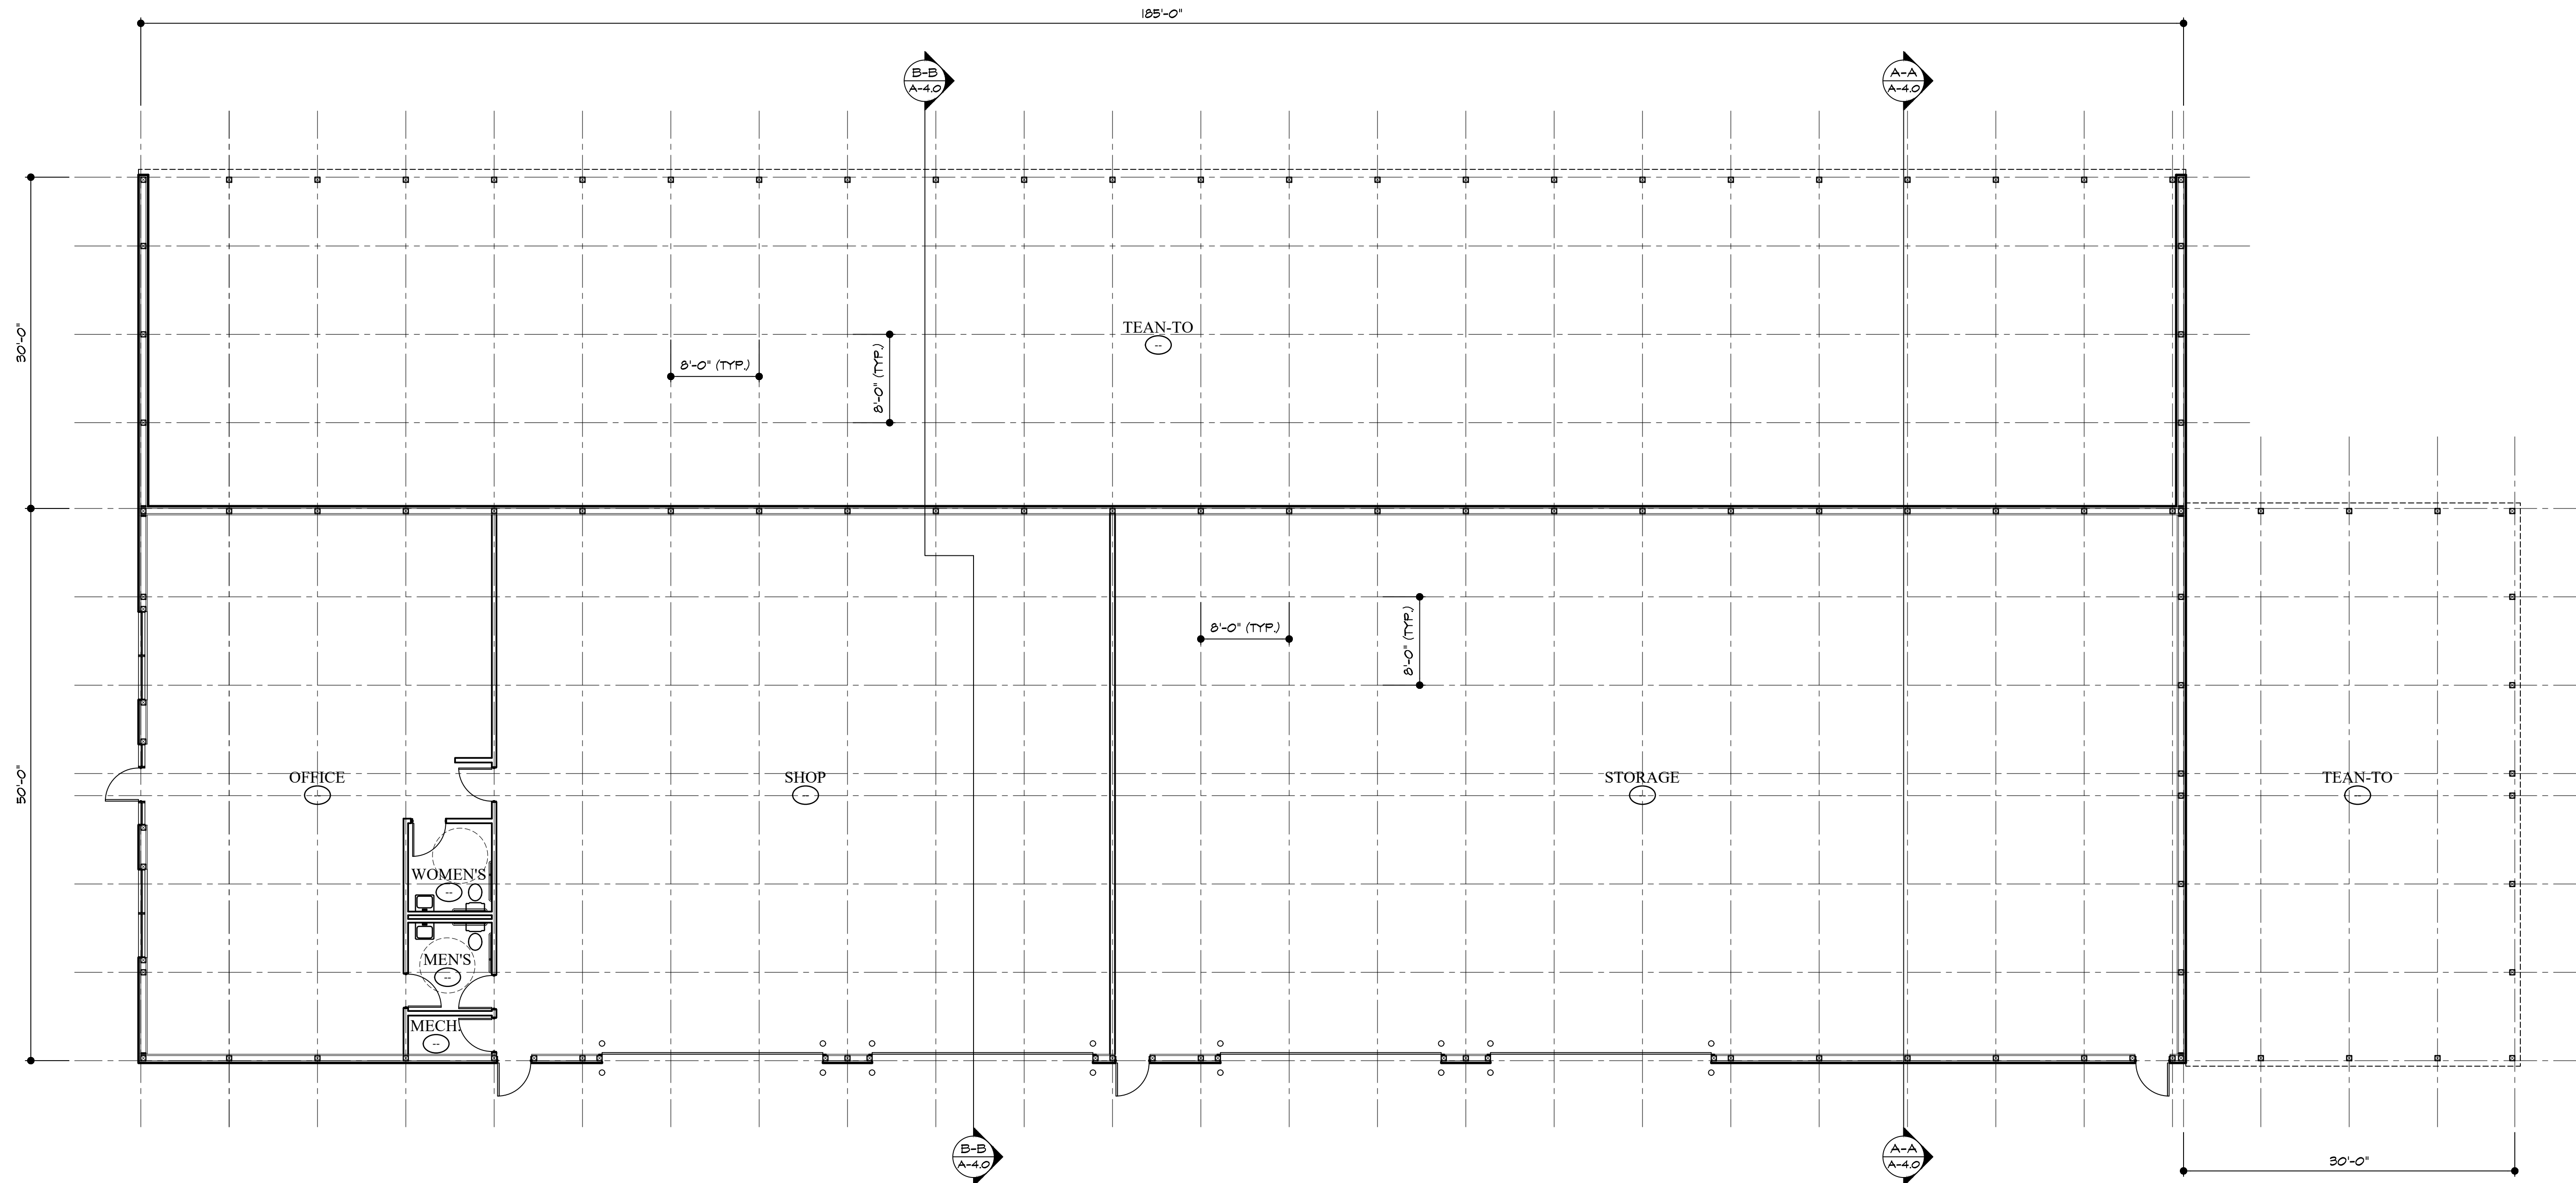 185'-0"
B-B
A-4.0
A-A
A-4.0
30'-0"
TEAN-TO
--
8'-0" (TYP.)
8'-0" (TYP.)
8'-0" (TYP.)
8'-0" (TYP.)
50'-0"
OFFICE
--
SHOP
--
STORAGE
--
TEAN-TO
--
WOMEN'S
--
MEN'S
--
MECH.
--
B-B
A-4.0
A-A
A-4.0
30'-0"